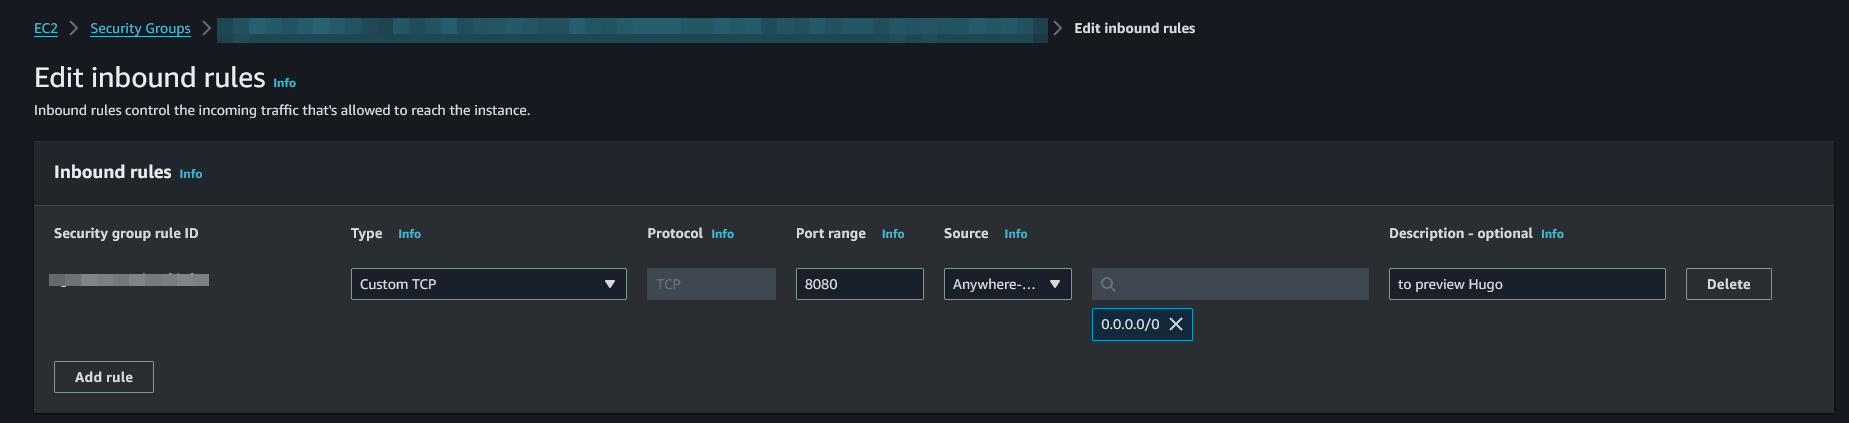 EC2 > Security Groups > > Edit inbound rules
Edit inbound rules Info
Inbound rules control the incoming traffic that's allowed to reach the instance.
Inbound rules Info
Security group rule ID Type Info Protocol Info Port range Info Source Info Description - optional Info
Custom TCP TCP 8080 Anywhere-... to preview Hugo Delete
0.0.0.0/0
Add rule